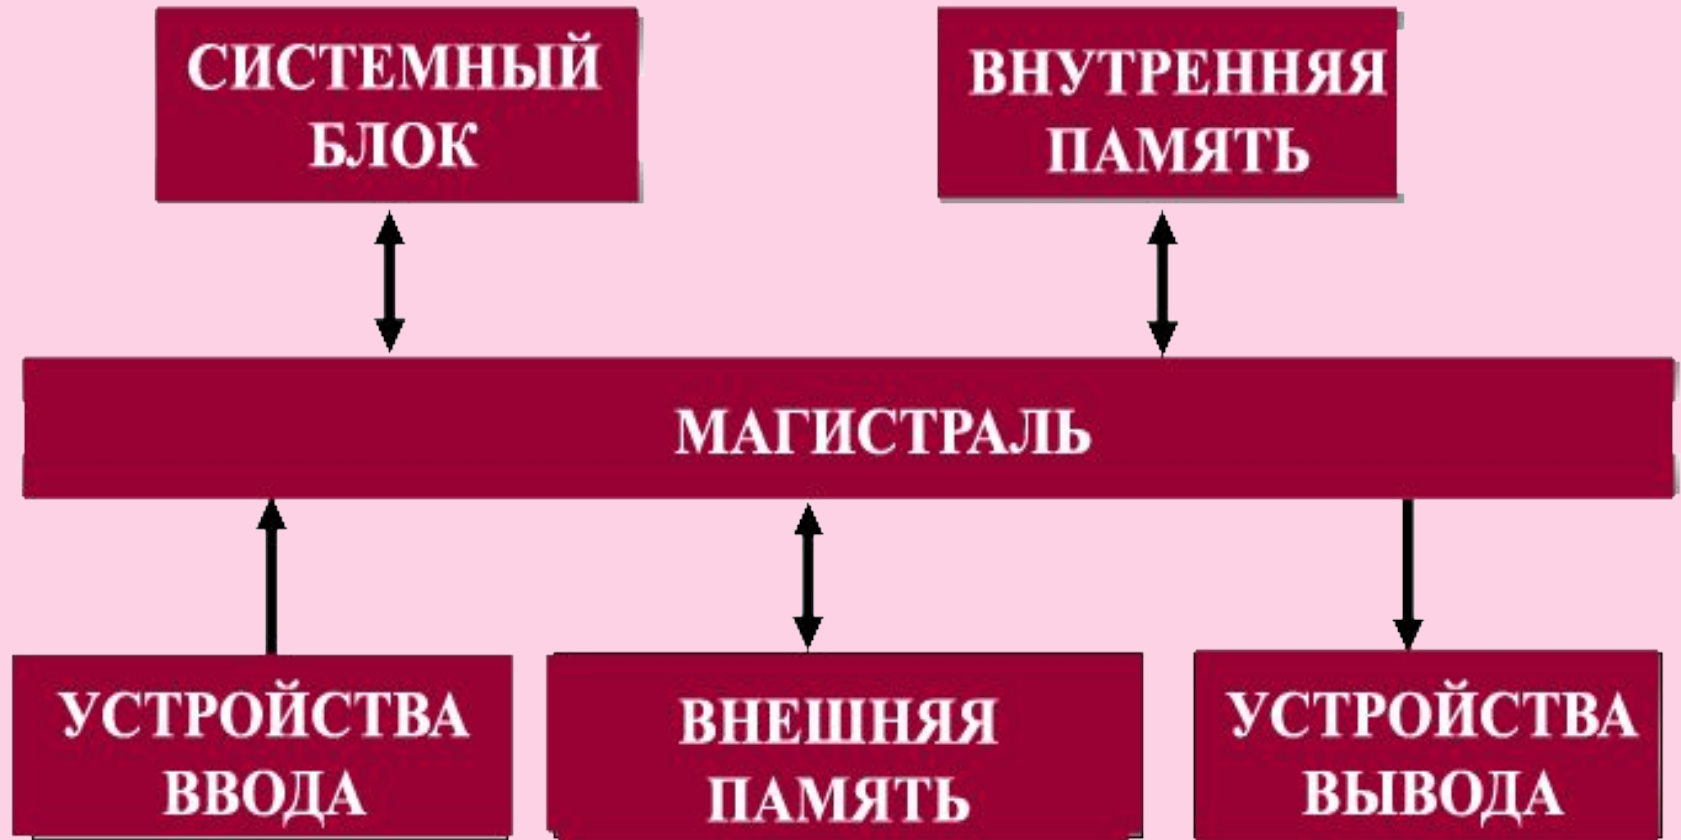 СИСТЕМНЫЙ
БЛОК
ВНУТРЕННЯЯ
ПАМЯТЬ
МАГИСТРАЛЬ
УСТРОЙСТВА
ВВОДА
ВНЕШНЯЯ
ПАМЯТЬ
УСТРОЙСТВА
ВЫВОДА